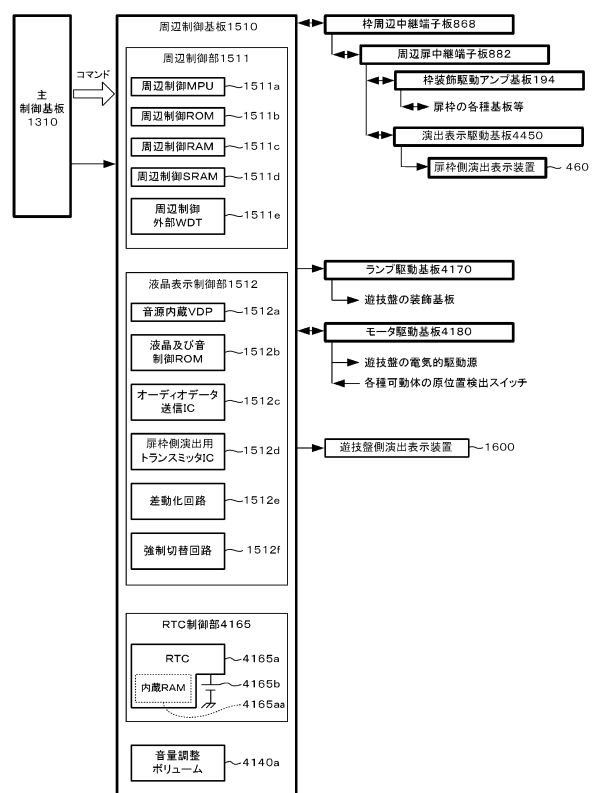 主
制御基板
1310
コマンド
周辺制御基板1510
周辺制御部1511
周辺制御MPU
1511a
周辺制御ROM
1511b
周辺制御RAM
1511c
周辺制御SRAM
1511d
周辺制御
外部WDT
1511e
液晶表示制御部1512
音源内蔵VDP
1512a
液晶及び音
制御ROM
1512b
オーディオデータ
送信IC
1512c
扉枠側演出用
トランスミッタIC
1512d
差動化回路
1512e
強制切替回路
1512f
RTC制御部4165
RTC
4165a
内蔵RAM
4165b
4165aa
音量調整
ボリューム
4140a
枠周辺中継端子板868
周辺扉中継端子板882
枠装飾駆動アンプ基板194
扉枠の各種基板等
演出表示駆動基板4450
扉枠側演出表示装置
460
ランプ駆動基板4170
遊技盤の装飾基板
モータ駆動基板4180
遊技盤の電気的駆動源
各種可動体の原位置検出スイッチ
遊技盤側演出表示装置
1600